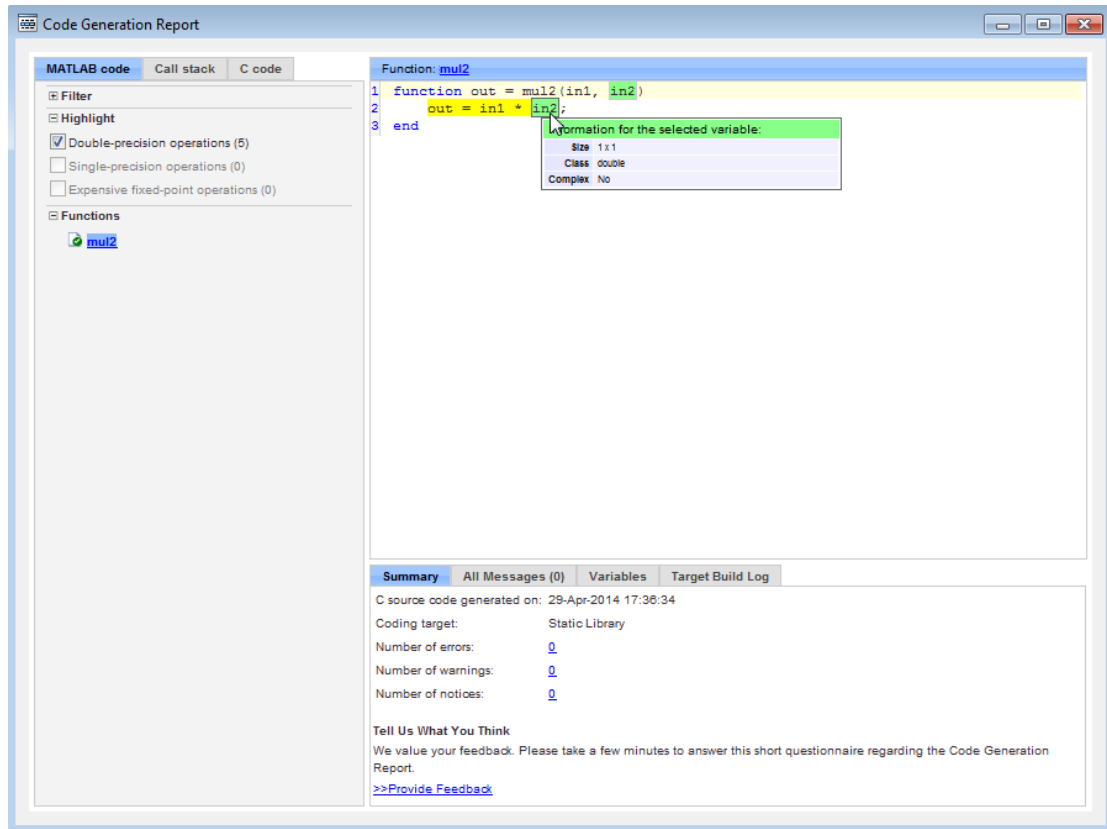 Code Generation Report
MATLAB code Call stack C code
Filter
Highlight
Double-precision operations (5)
Single-precision operations (0)
Expensive fixed-point operations (0)
Functions
mul2
Function: mul2
1 function out = mul2(in1, in2)
2 out = in1 * in2;
3 end
formation for the selected variable:
Size 1 x 1
Class double
Complex No
Summary All Messages (0) Variables Target Build Log
C source code generated on: 29-Apr-2014 17:36:34
Coding target: Static Library
Number of errors: 0
Number of warnings: 0
Number of notices: 0
Tell Us What You Think
We value your feedback. Please take a few minutes to answer this short questionnaire regarding the Code Generation
Report.
>>Provide Feedback